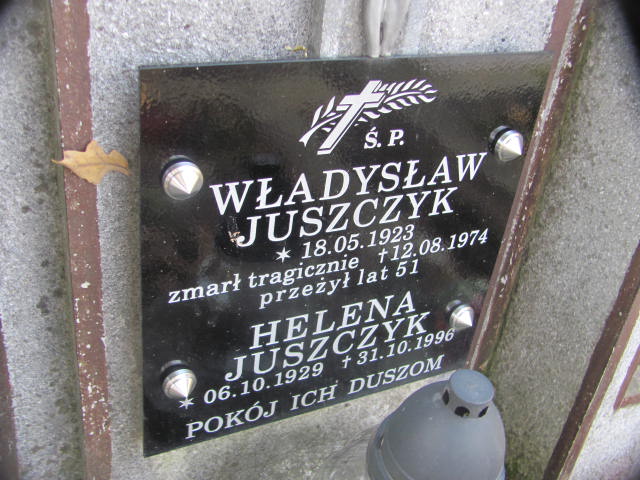 Ś. P.
WŁADYSŁAW
JUSZCZYK
* 18.05.1923
zmarł tragicznie †12.08.1974
przeżył lat 51
HELENA
JUSZCZYK
* 06.10.1929 † 31.10.1996
POKÓJ ICH DUSZOM